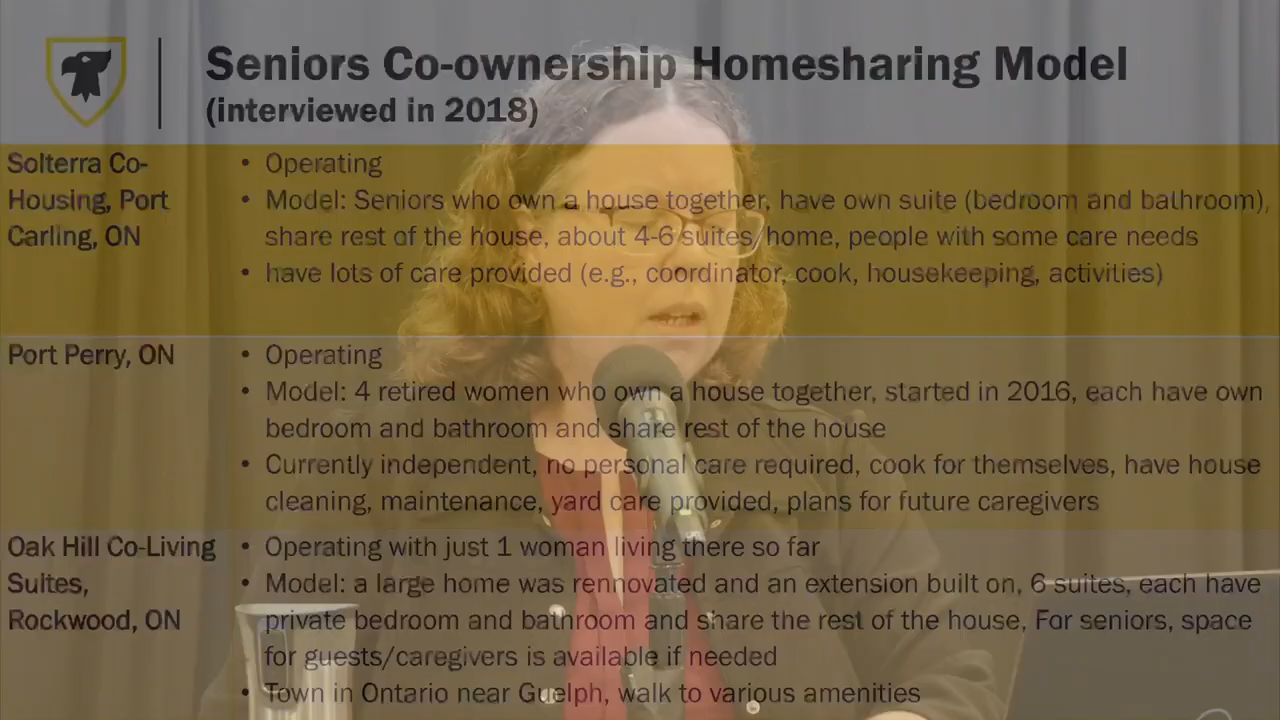 Seniors Co-ownership Homesharing Model
(interviewed in 2018)
Solterra Co-
Housing, Port
Carling, ON
• Operating
• Model: Seniors who own a house together, have own suite (bedroom and bathroom),
share rest of the house, about 4-6 suites/home, people with some care needs
• have lots of care provided (e.g., coordinator, cook, housekeeping, activities)
Port Perry, ON
• Operating
• Model: 4 retired women who own a house together, started in 2016, each have own
bedroom and bathroom and share rest of the house
• Currently independent, no personal care required, cook for themselves, have house
cleaning, maintenance, yard care provided, plans for future caregivers
Oak Hill Co-Living
Suites,
Rockwood, ON
• Operating with just 1 woman living there so far
• Model: a large home was rennovated and an extension built on, 6 suites, each have
private bedroom and bathroom and share the rest of the house, For seniors, space
for guests/caregivers is available if needed
• Town in Ontario near Guelph, walk to various amenities